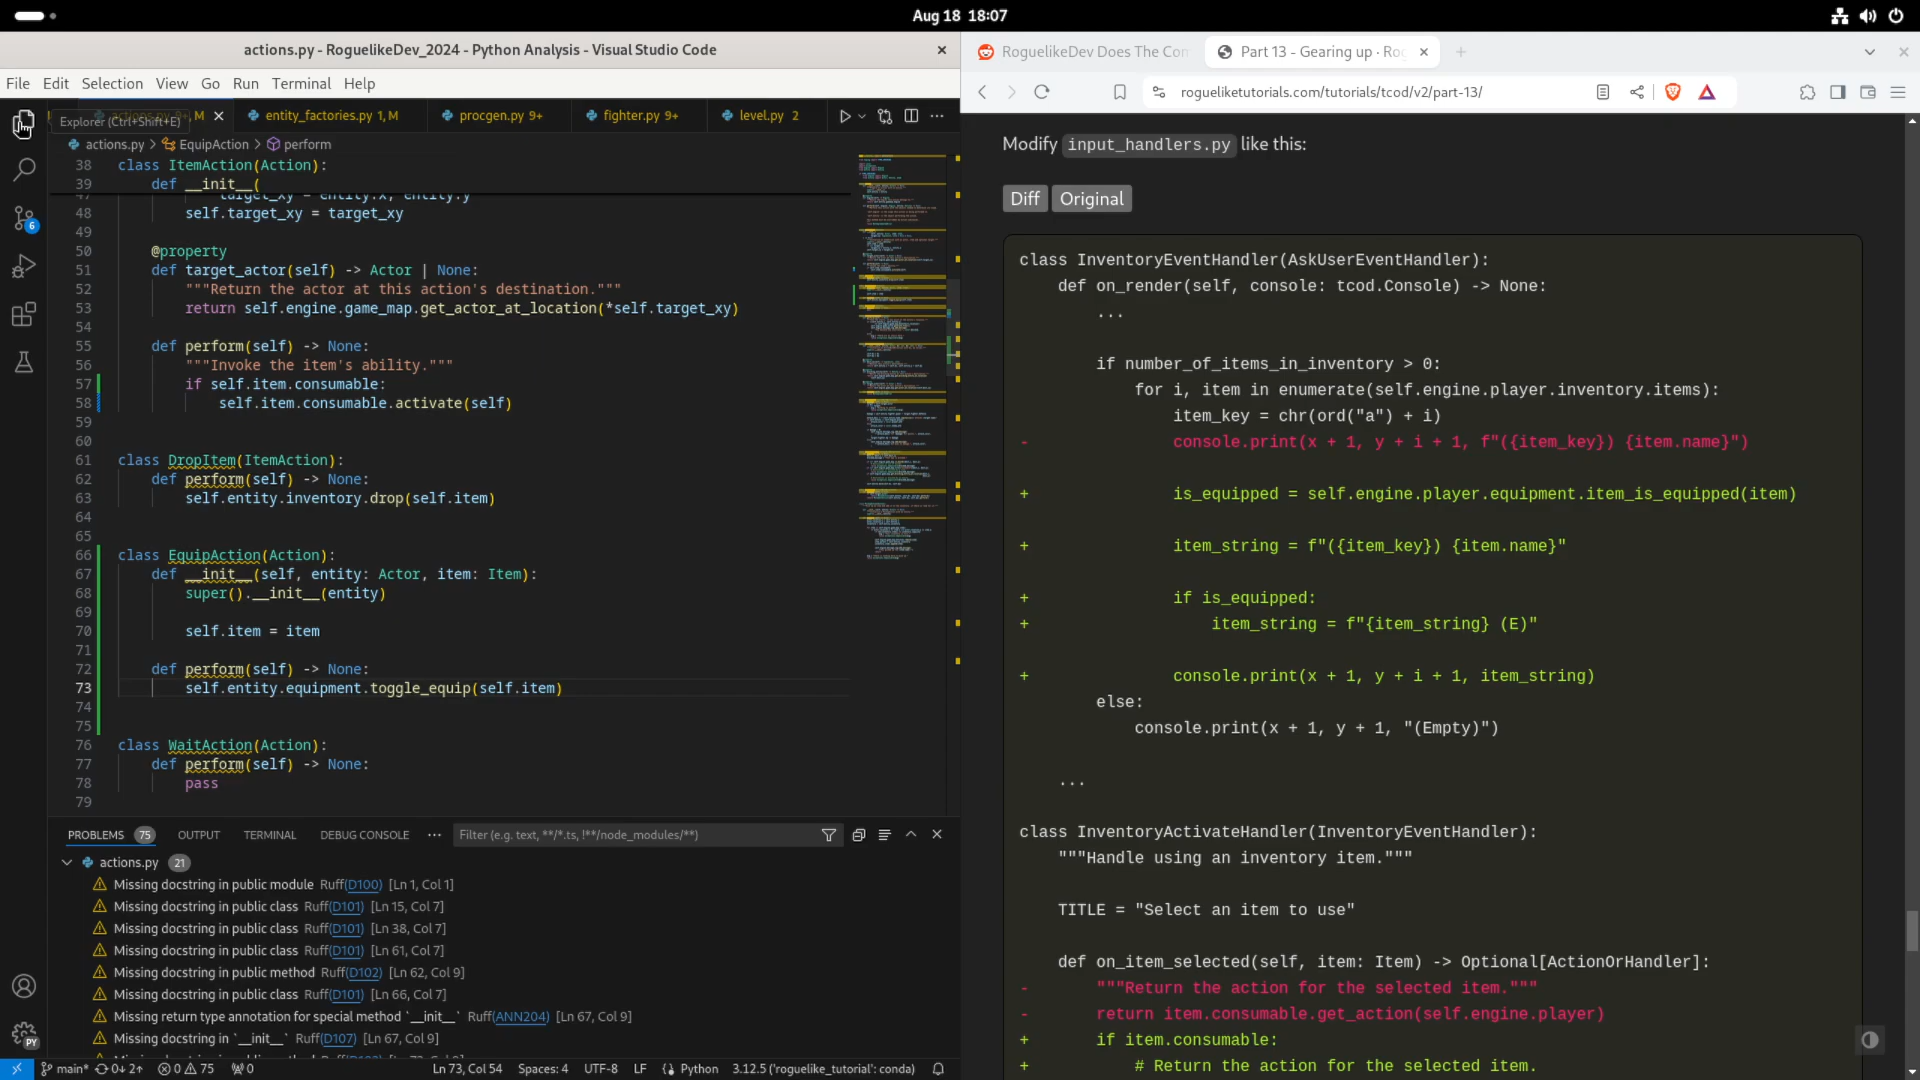 Aug 18 18:07
actions.py - RoguelikeDev_2024 - Python Analysis - Visual Studio Code
RoguelikeDev Does The Com
Part 13 - Gearing up · Rog
File Edit Selection View Go Run Terminal Help
rogueliketutorials.com/tutorials/tcod/v2/part-13/
Explorer (Ctrl+Shift+E)
M
entity_factories.py 1, M
procgen.py 9+
fighter.py 9+
level.py 2
actions.py > EquipAction > perform
38 class ItemAction(Action):
39 def __init__(
47 target_xy = entity.x, entity.y
48 self.target_xy = target_xy
49
50 @property
51 def target_actor(self) -> Actor | None:
52 """Return the actor at this action's destination."""
53 return self.engine.game_map.get_actor_at_location(*self.target_xy)
54
55 def perform(self) -> None:
56 """Invoke the item's ability."""
57 if self.item.consumable:
58 self.item.consumable.activate(self)
59
60
61 class DropItem(ItemAction):
62 def perform(self) -> None:
63 self.entity.inventory.drop(self.item)
64
65
66 class EquipAction(Action):
67 def __init__(self, entity: Actor, item: Item):
68 super().__init__(entity)
69
70 self.item = item
71
72 def perform(self) -> None:
73 self.entity.equipment.toggle_equip(self.item)
74
75
76 class WaitAction(Action):
77 def perform(self) -> None:
78 pass
79
6
PROBLEMS 75 OUTPUT TERMINAL DEBUG CONSOLE ··· Filter (e.g. text, **/*.ts, !**/node_modules/**)
actions.py 21
Missing docstring in public module Ruff(D100) [Ln 1, Col 1]
Missing docstring in public class Ruff(D101) [Ln 15, Col 7]
Missing docstring in public class Ruff(D101) [Ln 38, Col 7]
Missing docstring in public class Ruff(D101) [Ln 61, Col 7]
Missing docstring in public method Ruff(D102) [Ln 62, Col 9]
Missing docstring in public class Ruff(D101) [Ln 66, Col 7]
Missing return type annotation for special method `__init__` Ruff(ANN204) [Ln 67, Col 9]
Missing docstring in `__init__` Ruff(D107) [Ln 67, Col 9]
PY
main* 0↓ 2↑ 0 75 0 Ln 73, Col 54 Spaces: 4 UTF-8 LF Python 3.12.5 ('roguelike_tutorial': conda)
Modify input_handlers.py like this:
Diff Original
class InventoryEventHandler(AskUserEventHandler):
def on_render(self, console: tcod.Console) -> None:
...
if number_of_items_in_inventory > 0:
for i, item in enumerate(self.engine.player.inventory.items):
item_key = chr(ord("a") + i)
- console.print(x + 1, y + i + 1, f"({item_key}) {item.name}")
+ is_equipped = self.engine.player.equipment.item_is_equipped(item)
+ item_string = f"({item_key}) {item.name}"
+ if is_equipped:
+ item_string = f"{item_string} (E)"
+ console.print(x + 1, y + i + 1, item_string)
else:
console.print(x + 1, y + 1, "(Empty)")
...
class InventoryActivateHandler(InventoryEventHandler):
"""Handle using an inventory item."""
TITLE = "Select an item to use"
def on_item_selected(self, item: Item) -> Optional[ActionOrHandler]:
- """Return the action for the selected item."""
- return item.consumable.get_action(self.engine.player)
+ if item.consumable:
+ # Return the action for the selected item.